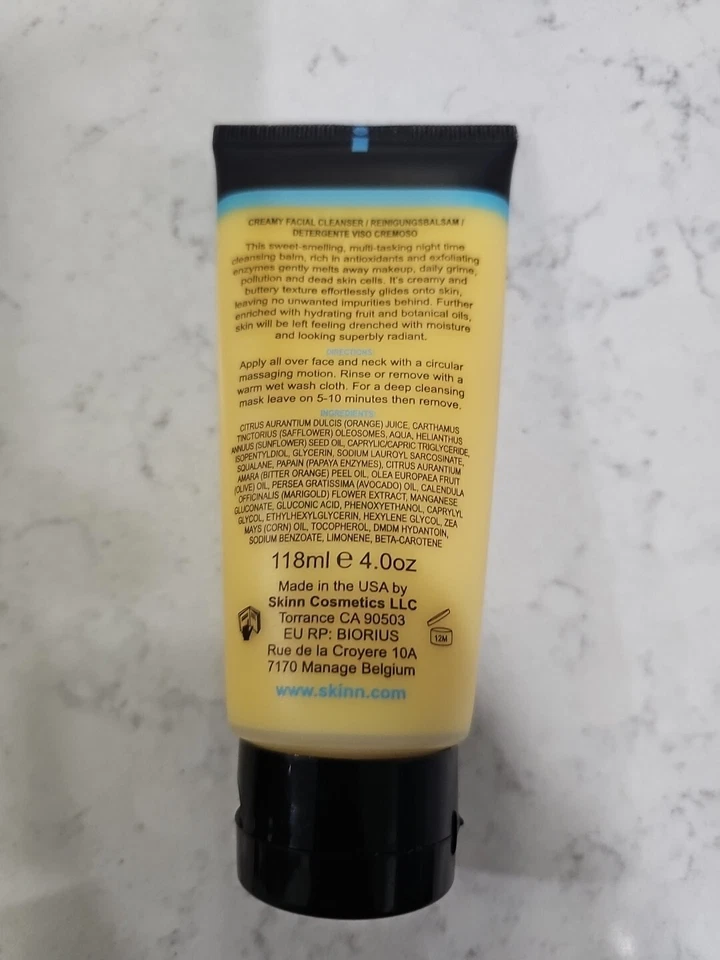 CREAMY FACIAL CLEANSER / REINIGUNGSBALSAM /
DETERGENTE VISO CREMOSO
This sweet-smelling, multi-tasking night time
cleansing balm, rich in antioxidants and exfoliating
enzymes gently melts away makeup, daily grime,
pollution and dead skin cells. It's creamy and
buttery texture effortlessly glides onto skin,
leaving no unwanted impurities behind. Further
enriched with hydrating fruit and botanical oils,
skin will be left feeling drenched with moisture
and looking superbly radiant.
DIRECTIONS:
Apply all over face and neck with a circular
massaging motion. Rinse or remove with a
warm wet wash cloth. For a deep cleansing
mask leave on 5-10 minutes then remove.
INGREDIENTS:
CITRUS AURANTIUM DULCIS (ORANGE) JUICE, CARTHAMUS
TINCTORIUS (SAFFLOWER) OLEOSOMES, AQUA, HELIANTHUS
ANNUUS (SUNFLOWER) SEED OIL, CAPRYLIC/CAPRIC TRIGLYCERIDE,
ISOPENTYLDIOL, GLYCERIN, SODIUM LAUROYL SARCOSINATE,
SQUALANE, PAPAIN (PAPAYA ENZYMES), CITRUS AURANTIUM
AMARA (BITTER ORANGE) PEEL OIL, OLEA EUROPAEA FRUIT
(OLIVE) OIL, PERSEA GRATISSIMA (AVOCADO) OIL, CALENDULA
OFFICINALIS (MARIGOLD) FLOWER EXTRACT, MANGANESE
GLUCONATE, GLUCONIC ACID, PHENOXYETHANOL, CAPRYLYL
GLYCOL, ETHYLHEXYLGLYCERIN, HEXYLENE GLYCOL, ZEA
MAYS (CORN) OIL, TOCOPHEROL, DMDM HYDANTOIN,
SODIUM BENZOATE, LIMONENE, BETA-CAROTENE
118ml ℮ 4.0oz
Made in the USA by
Skinn Cosmetics LLC
Torrance CA 90503
EU RP: BIORIUS
Rue de la Croyere 10A
7170 Manage Belgium
12M
www.skinn.com